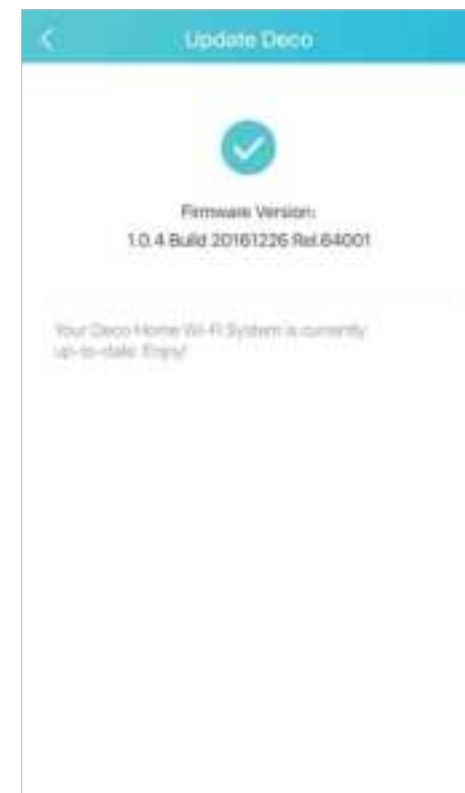 Update Deco
Firmware Version:
1.0.4 Build 20161226 Rel.64001
Your Deco Home Wi-Fi System is currently
up-to-date. Enjoy!